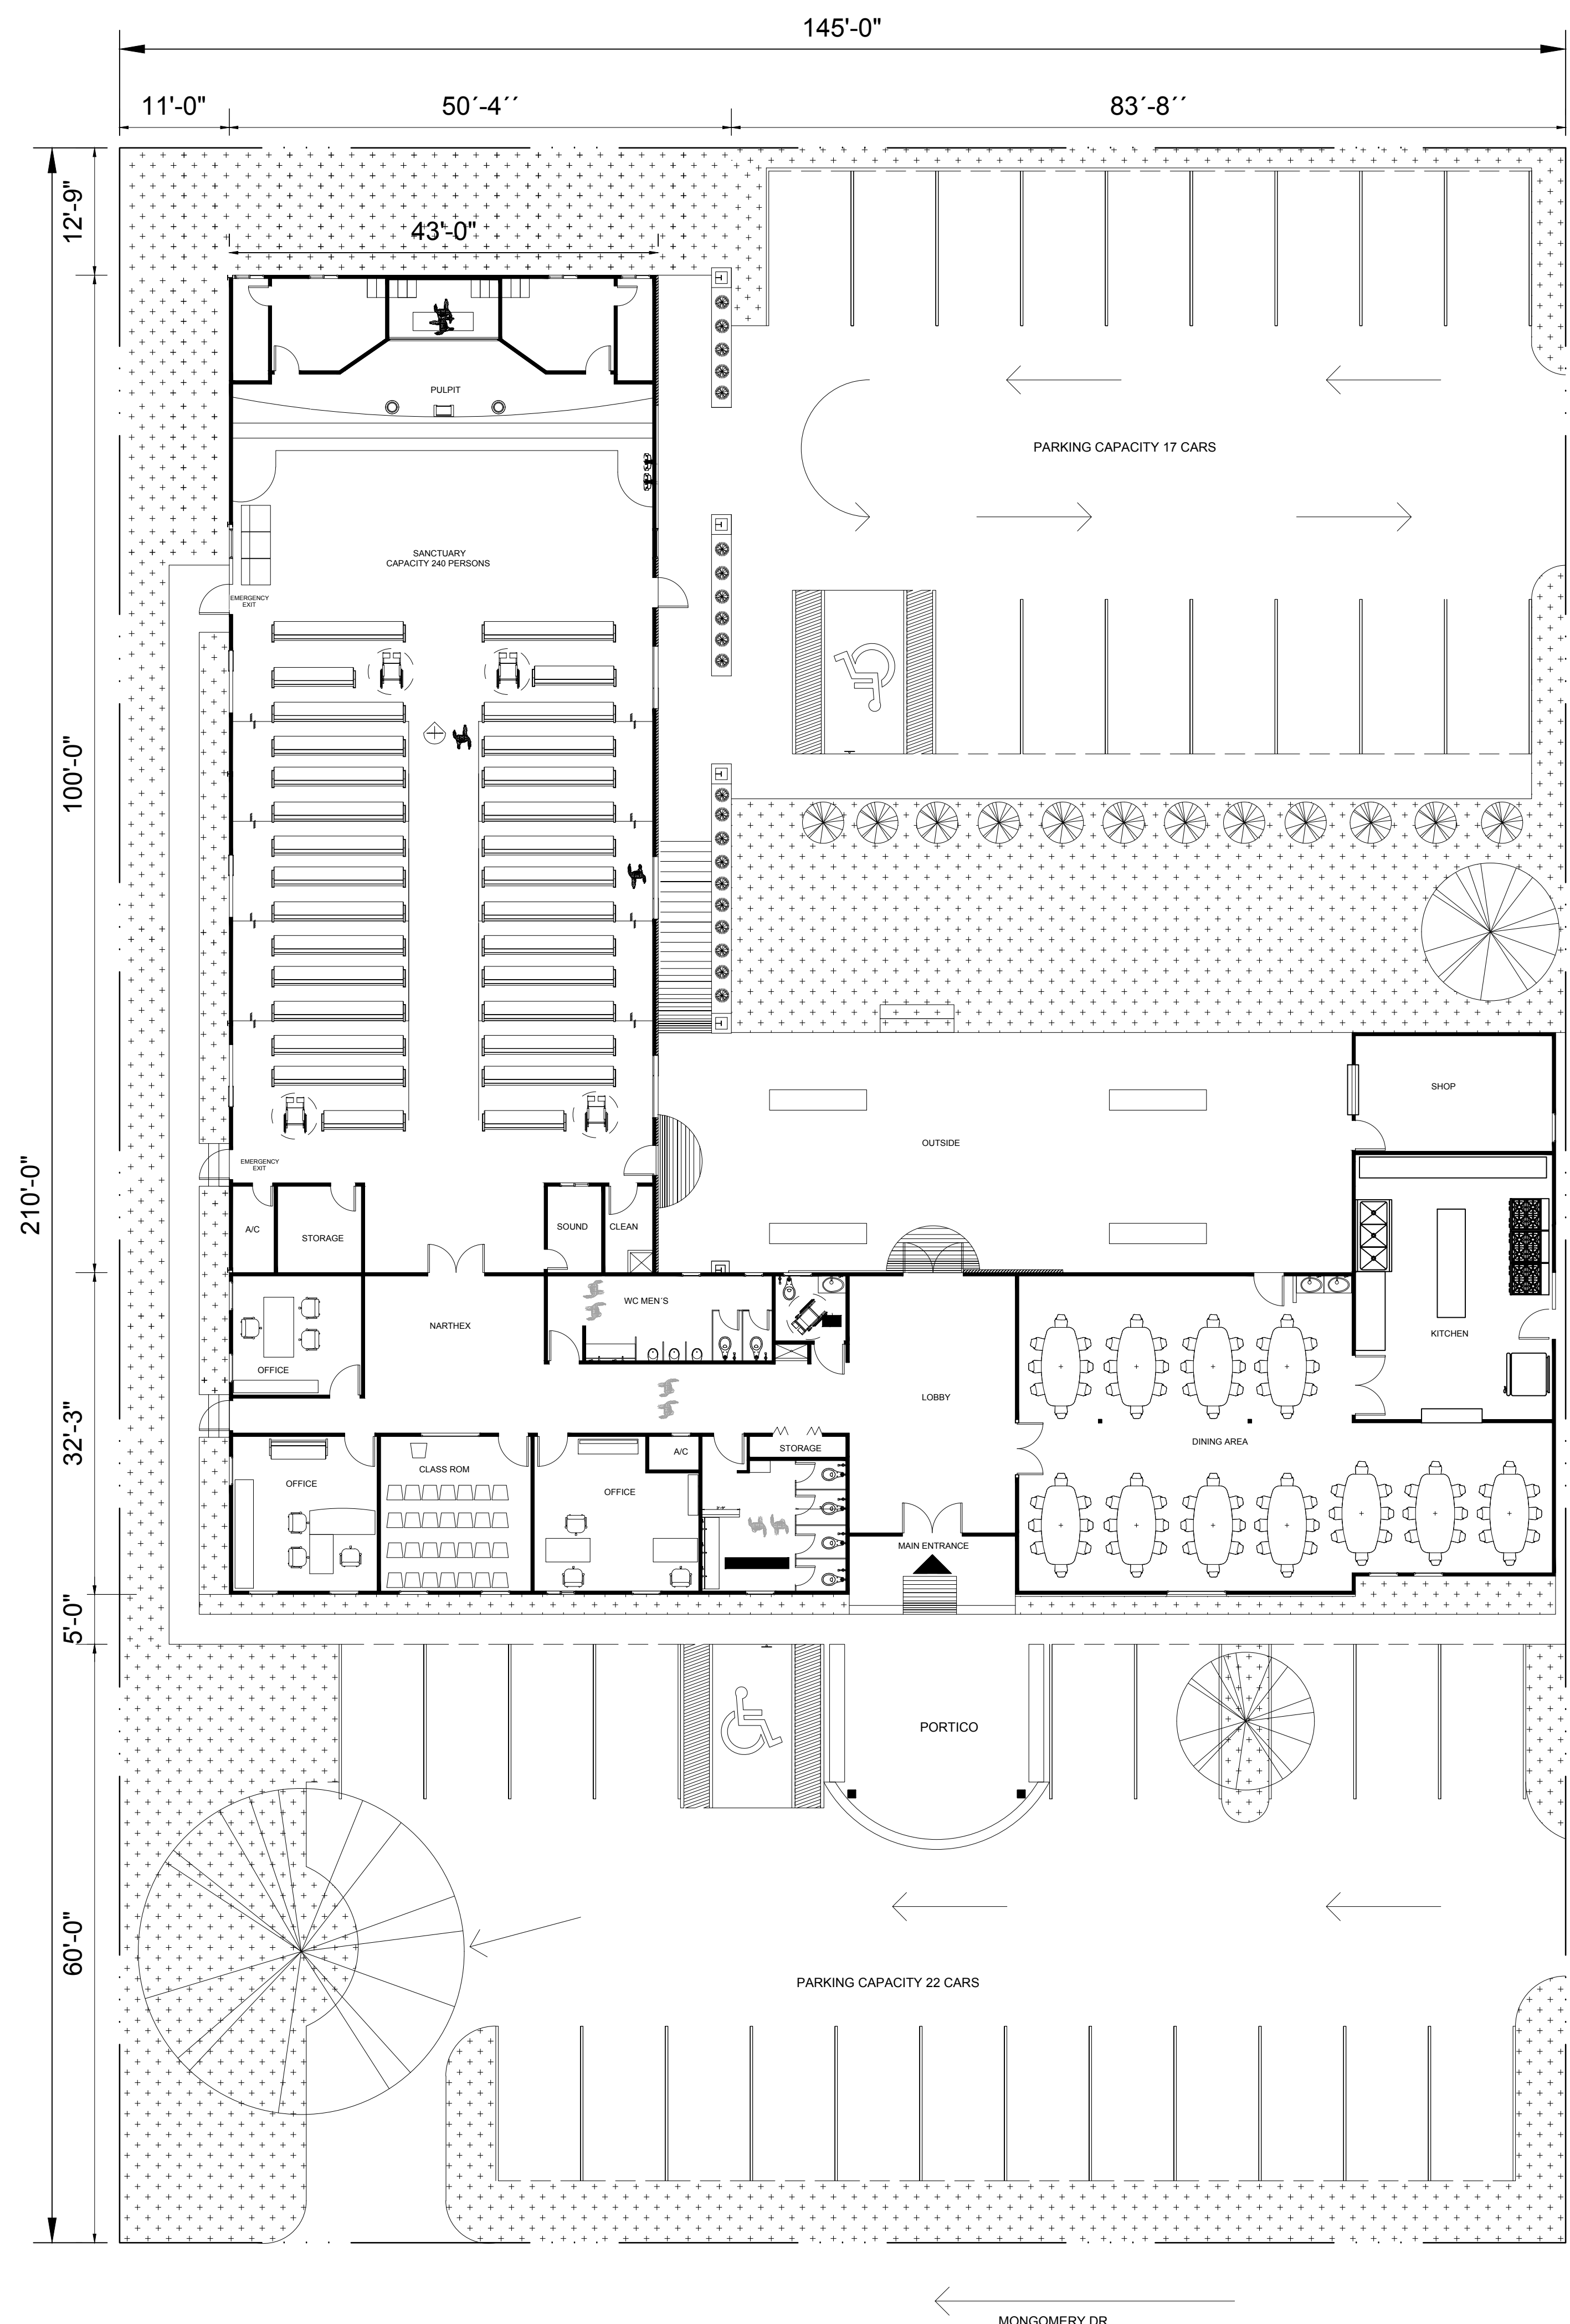 145'-0"
11'-0"
50´-4´´
83´-8´´
12'-9"
43'-0"
PULPIT
PARKING CAPACITY 17 CARS
SANCTUARY
CAPACITY 240 PERSONS
EMERGENCY
EXIT
100'-0"
SHOP
OUTSIDE
EMERGENCY
EXIT
210'-0"
A/C
STORAGE
SOUND
CLEAN
WC MEN´S
NARTHEX
KITCHEN
OFFICE
LOBBY
32'-3"
DINING AREA
A/C
STORAGE
CLASS ROM
OFFICE
OFFICE
MAIN ENTRANCE
5'-0"
PORTICO
60'-0"
PARKING CAPACITY 22 CARS
MONGOMERY DR